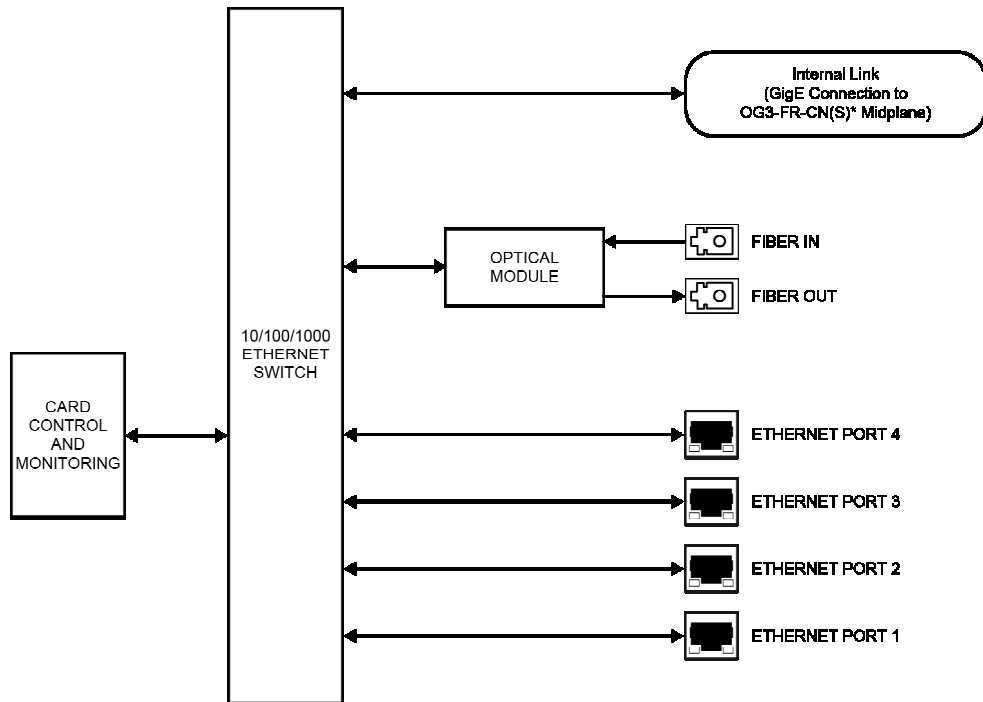 Internal Link
(GigE Connection to
OG3-FR-CN(S)* Midplane)
OPTICAL
MODULE
FIBER IN
FIBER OUT
10/100/1000
ETHERNET
SWITCH
CARD
CONTROL
AND
MONITORING
ETHERNET PORT 4
ETHERNET PORT 3
ETHERNET PORT 2
ETHERNET PORT 1